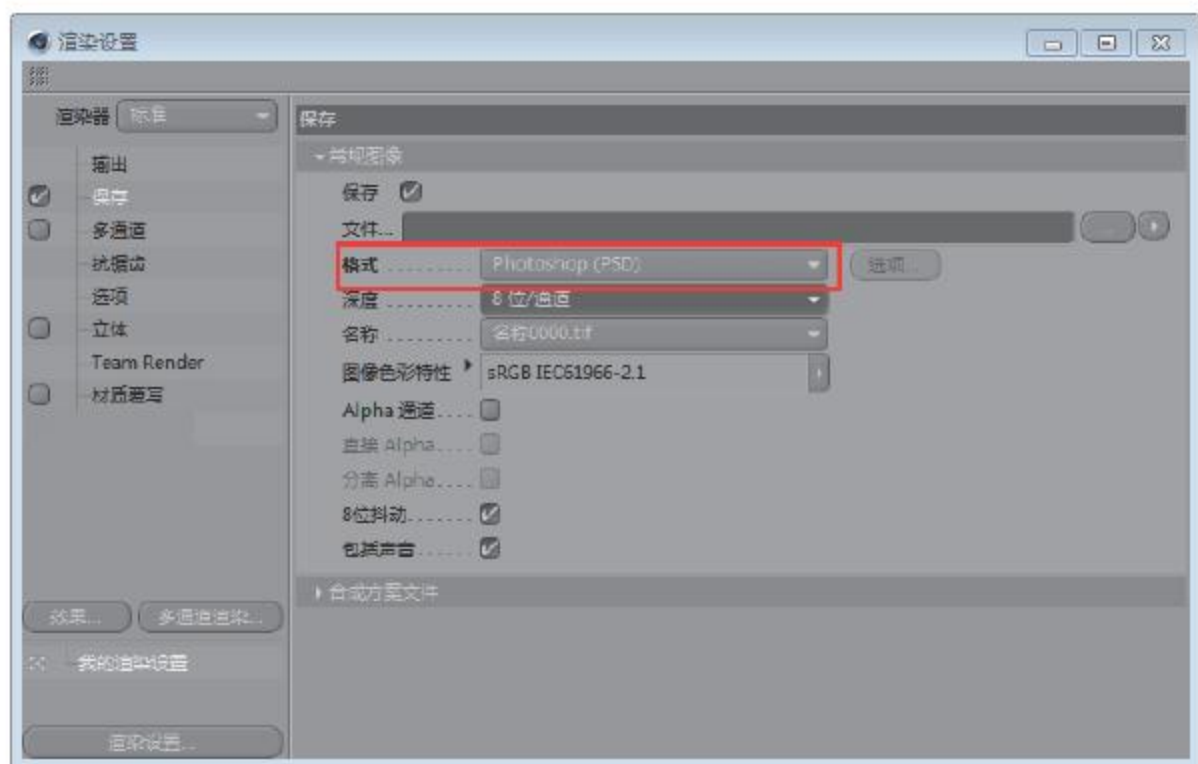 渲染设置
渲染器 标准
输出
保存
多通道
抗锯齿
选项
立体
Team Render
材质覆写
效果... 多通道渲染...
我的渲染设置
渲染设置...
保存
常规图像
保存
文件... ...
格式 Photoshop (PSD) 选项...
深度 8 位/通道
名称 名称0000.tif
图像色彩特性 sRGB IEC61966-2.1
Alpha 通道
直接 Alpha
分离 Alpha
8位抖动
包括声音
合成方案文件